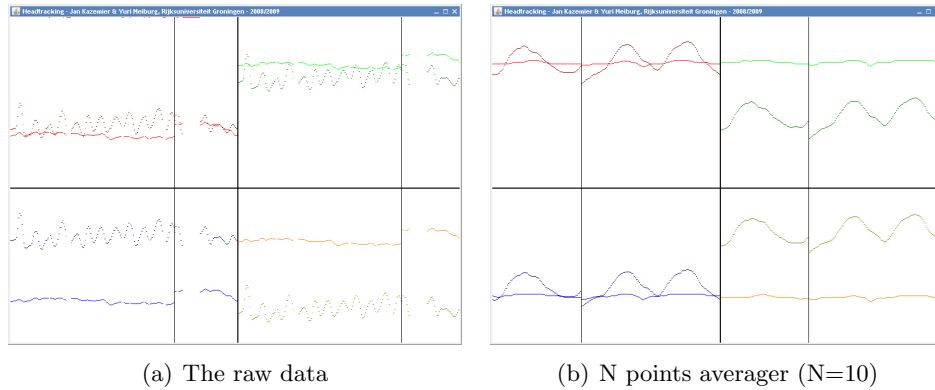 Headtracking - Jan Kazemier & Yuri Meiburg, Rijksuniversiteit Groningen - 2008/2009
Headtracking - Jan Kazemier & Yuri Meiburg, Rijksuniversiteit Groningen - 2008/2009
(a) The raw data
(b) N points averager (N=10)